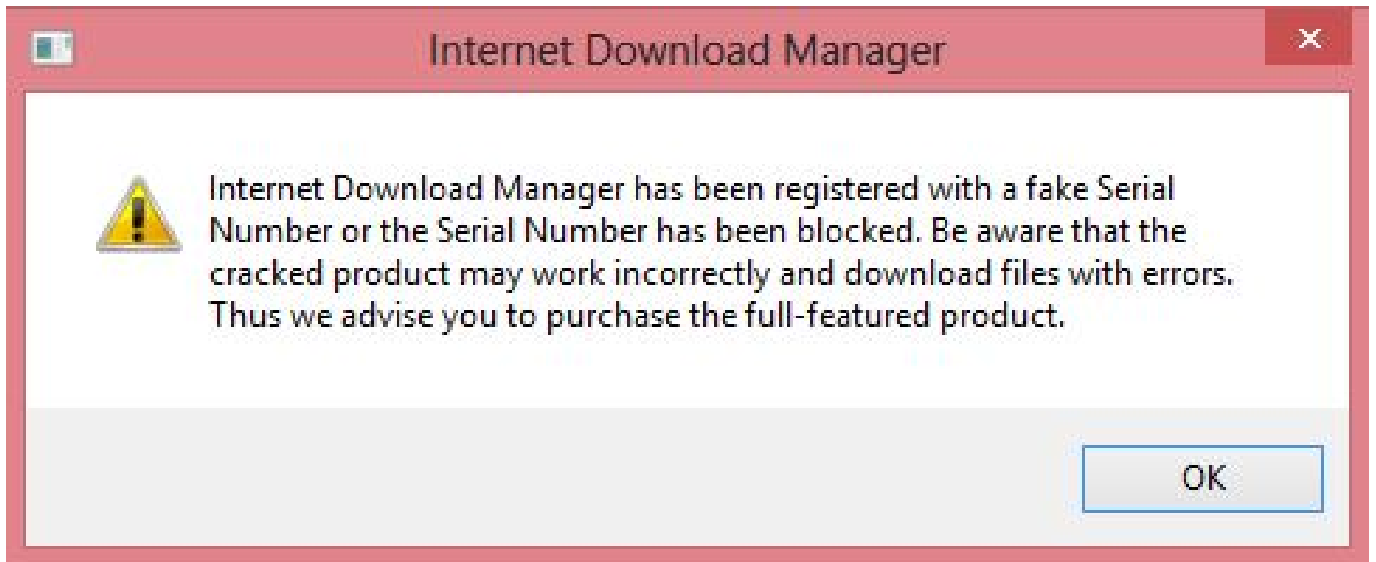 Internet Download Manager
Internet Download Manager has been registered with a fake Serial
Number or the Serial Number has been blocked. Be aware that the
cracked product may work incorrectly and download files with errors.
Thus we advise you to purchase the full-featured product.
OK